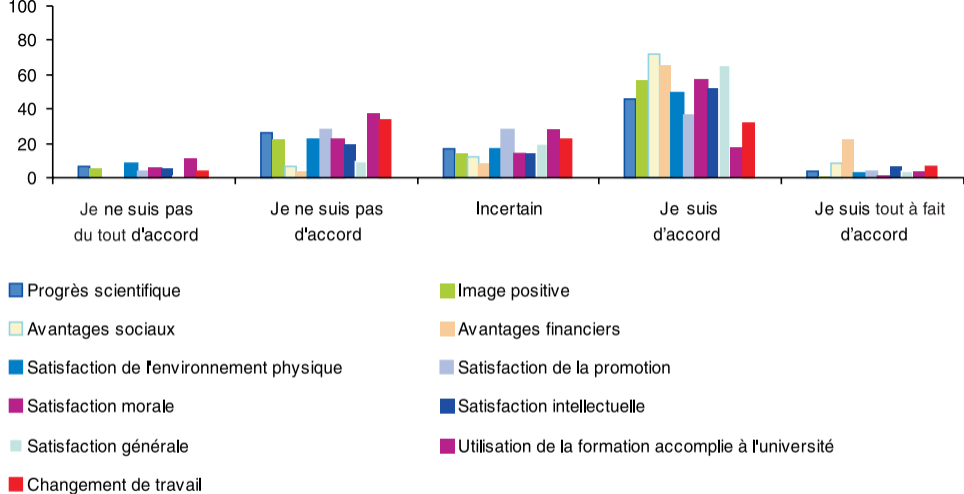 100
80
60
40
20
0
Je ne suis pas
du tout d'accord
Je ne suis pas
d'accord
Incertain
Je suis
d'accord
Je suis tout à fait
d'accord
Progrès scientifique
Image positive
Avantages sociaux
Avantages financiers
Satisfaction de l'environnement physique
Satisfaction de la promotion
Satisfaction morale
Satisfaction intellectuelle
Satisfaction générale
Utilisation de la formation accomplie à l'université
Changement de travail